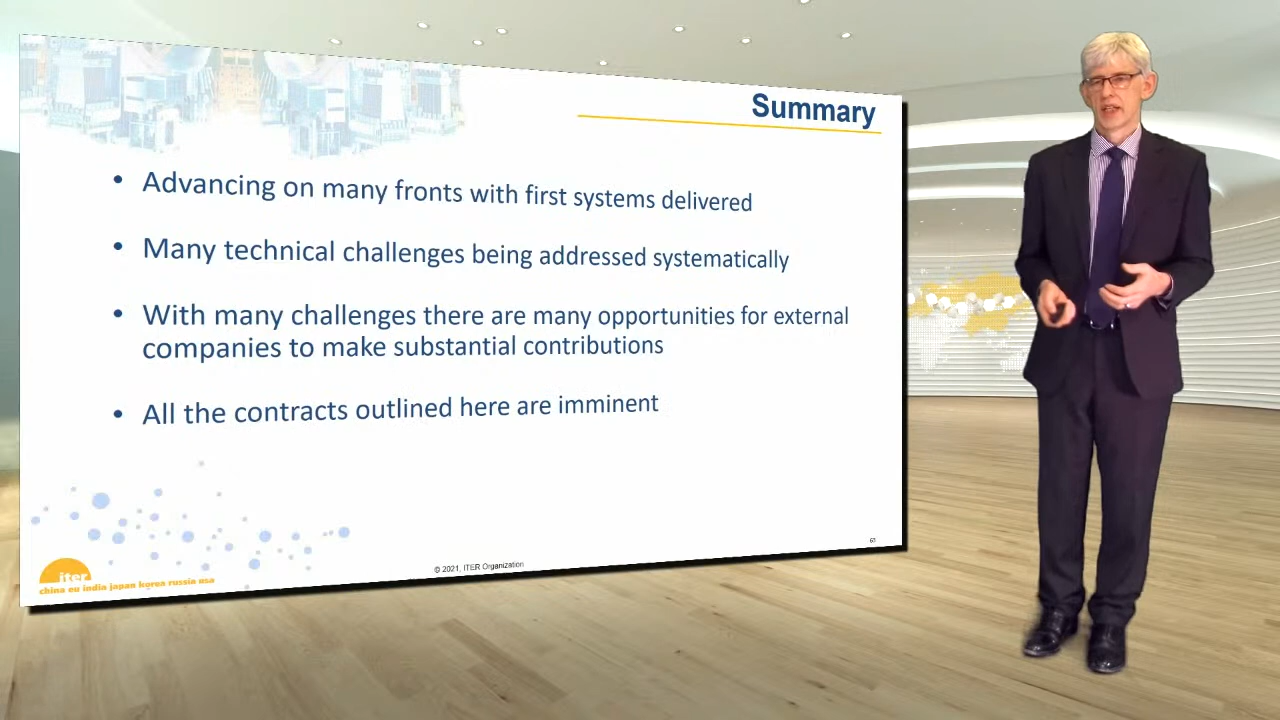 Summary
• Advancing on many fronts with first systems delivered
• Many technical challenges being addressed systematically
• With many challenges there are many opportunities for external
companies to make substantial contributions
• All the contracts outlined here are imminent
61
© 2021, ITER Organization
iter
china eu india japan korea russia usa